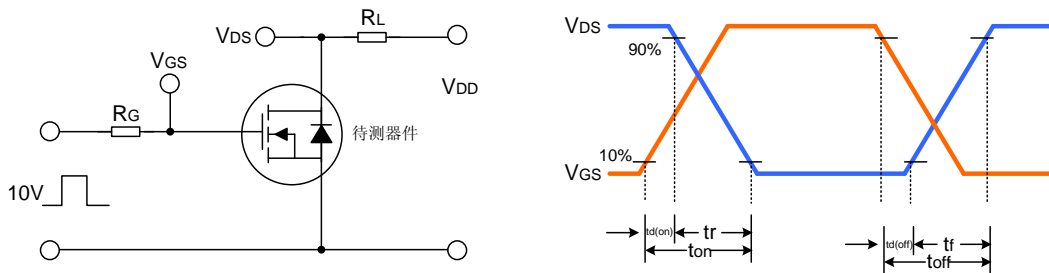 RL
VDS
VGS
VDD
RG
待测器件
10V
VDS
90%
10%
VGS
td(on)
tr
ton
td(off)
tf
toff